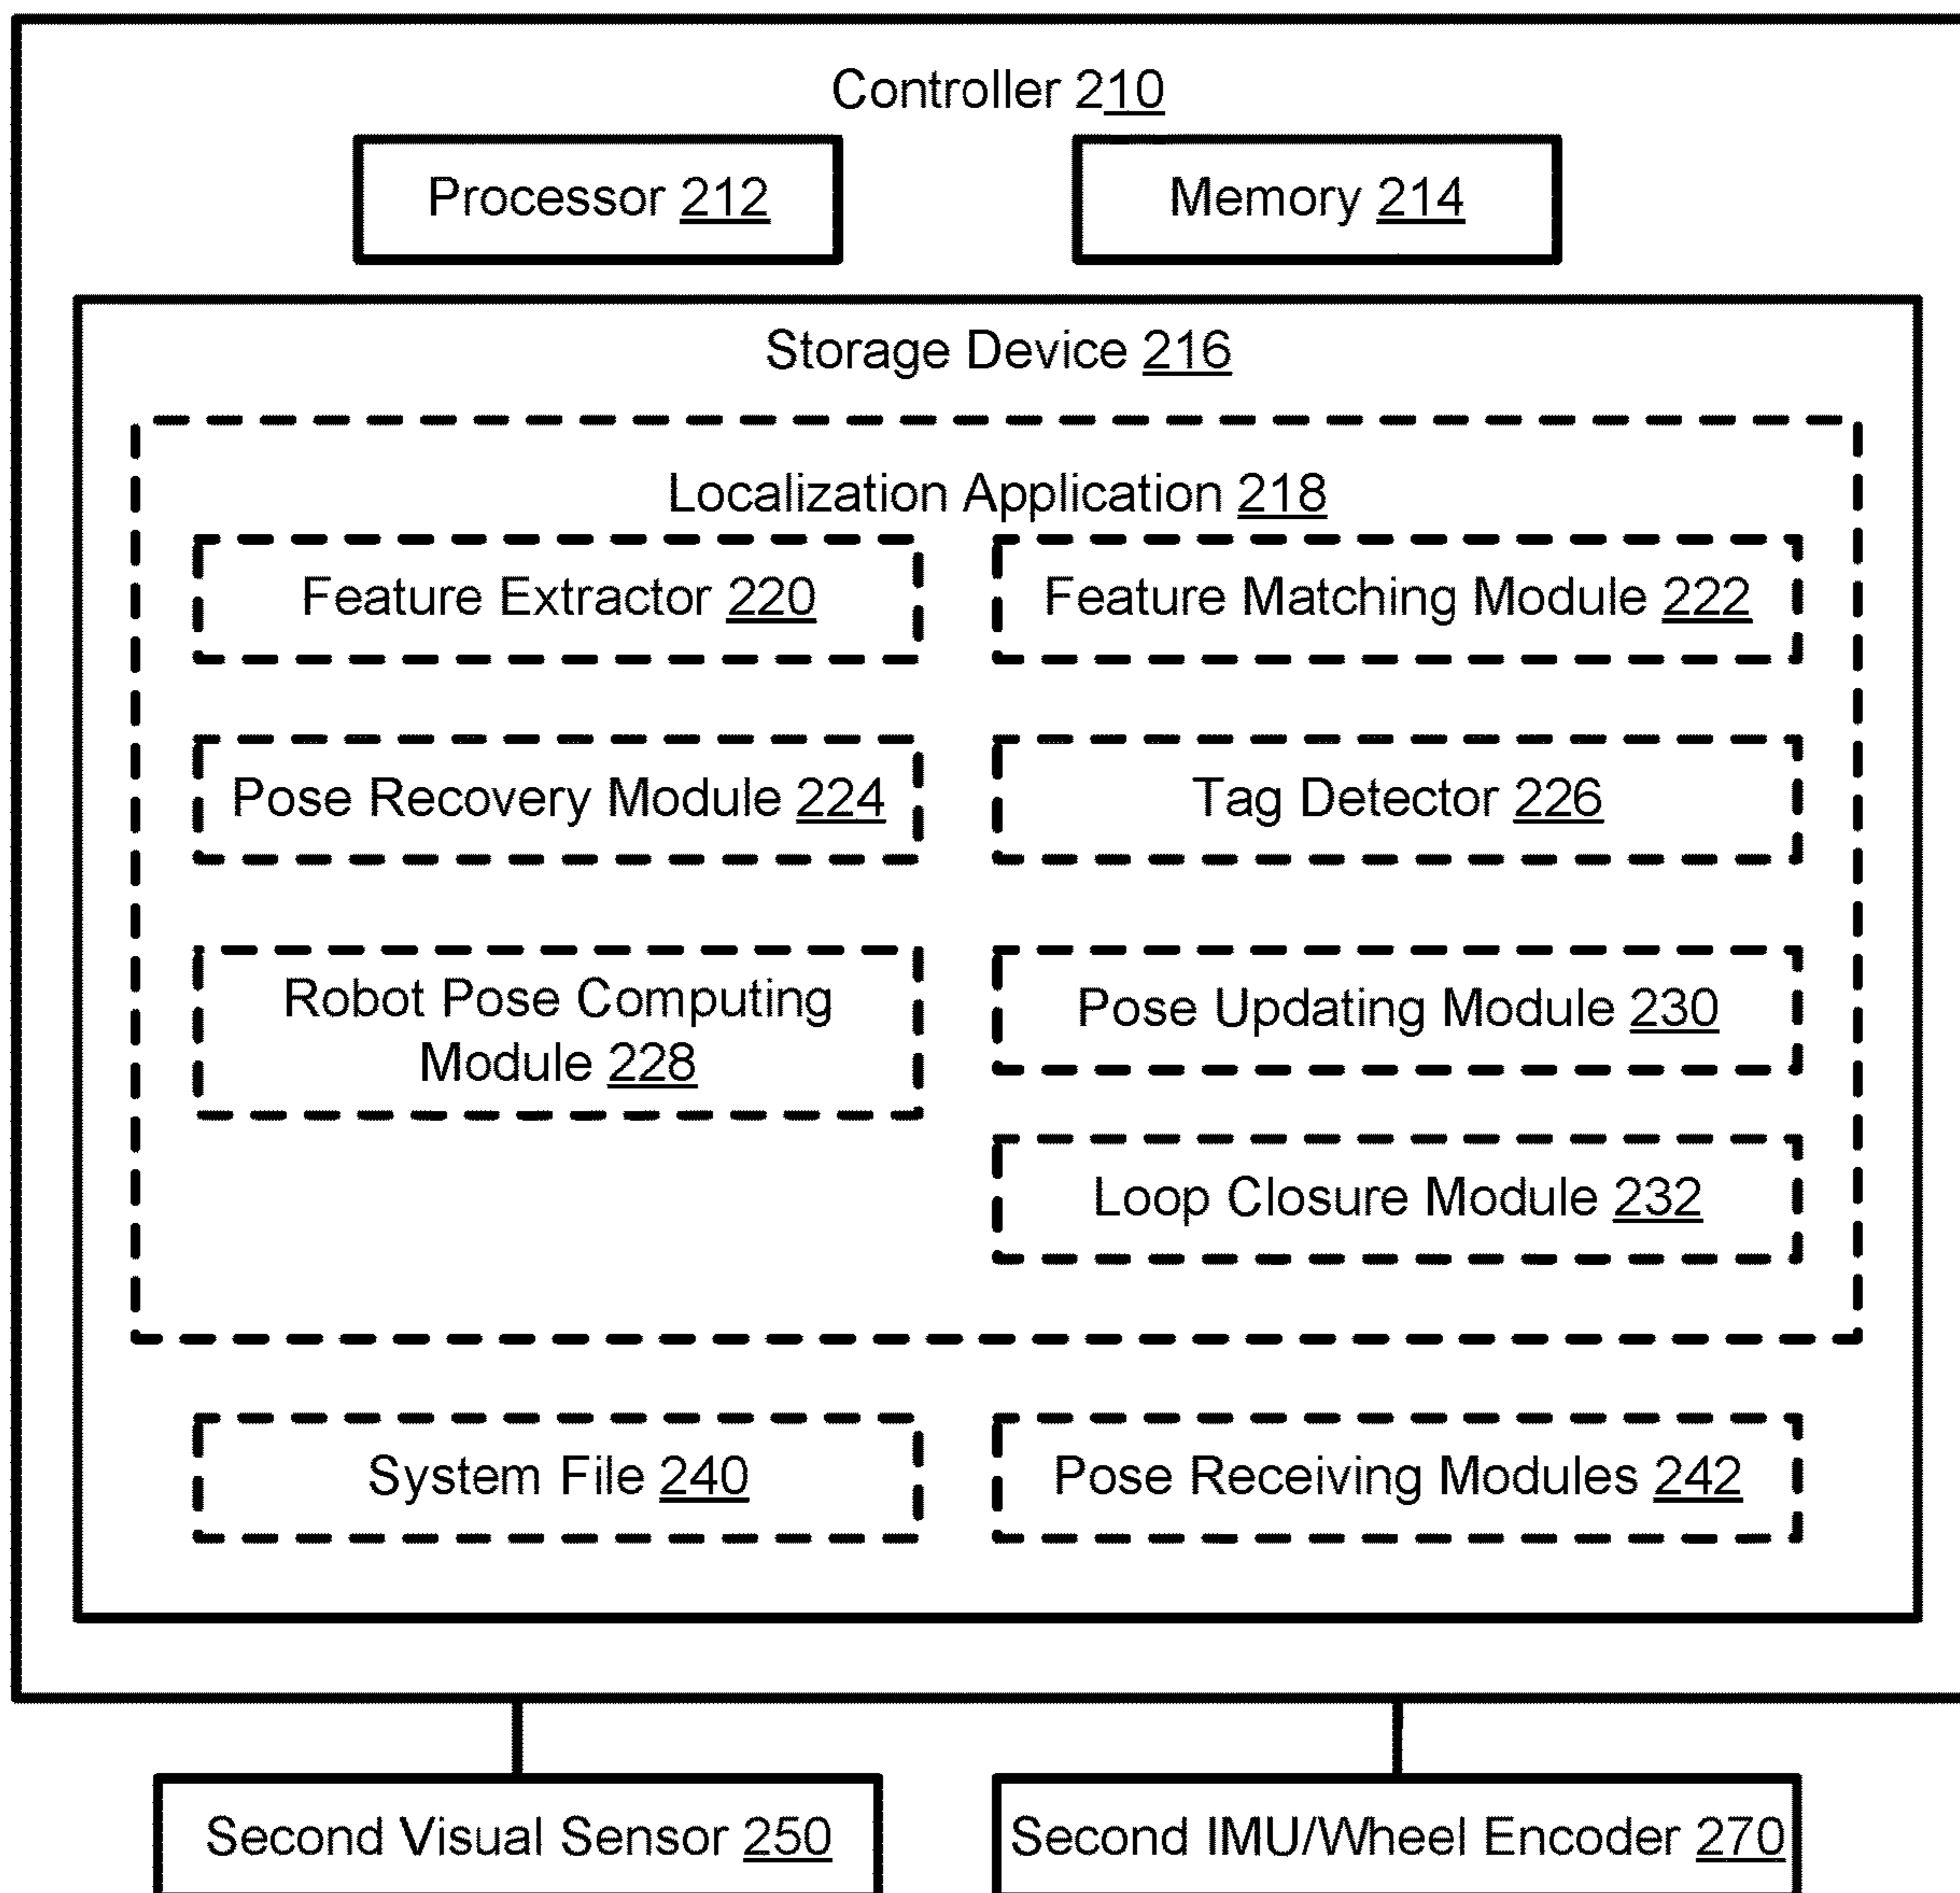 Controller 210
Processor 212
Memory 214
Storage Device 216
Localization Application 218
Feature Extractor 220
Feature Matching Module 222
Pose Recovery Module 224
Tag Detector 226
Robot Pose Computing
Module 228
Pose Updating Module 230
Loop Closure Module 232
System File 240
Pose Receiving Modules 242
Second Visual Sensor 250
Second IMU/Wheel Encoder 270